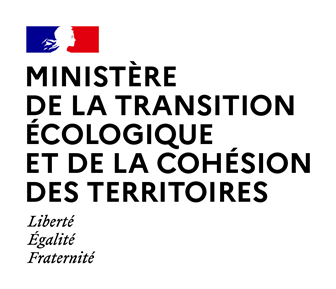 MINISTÈRE
DE LA TRANSITION
ÉCOLOGIQUE
ET DE LA COHÉSION
DES TERRITOIRES
Liberté
Égalité
Fraternité